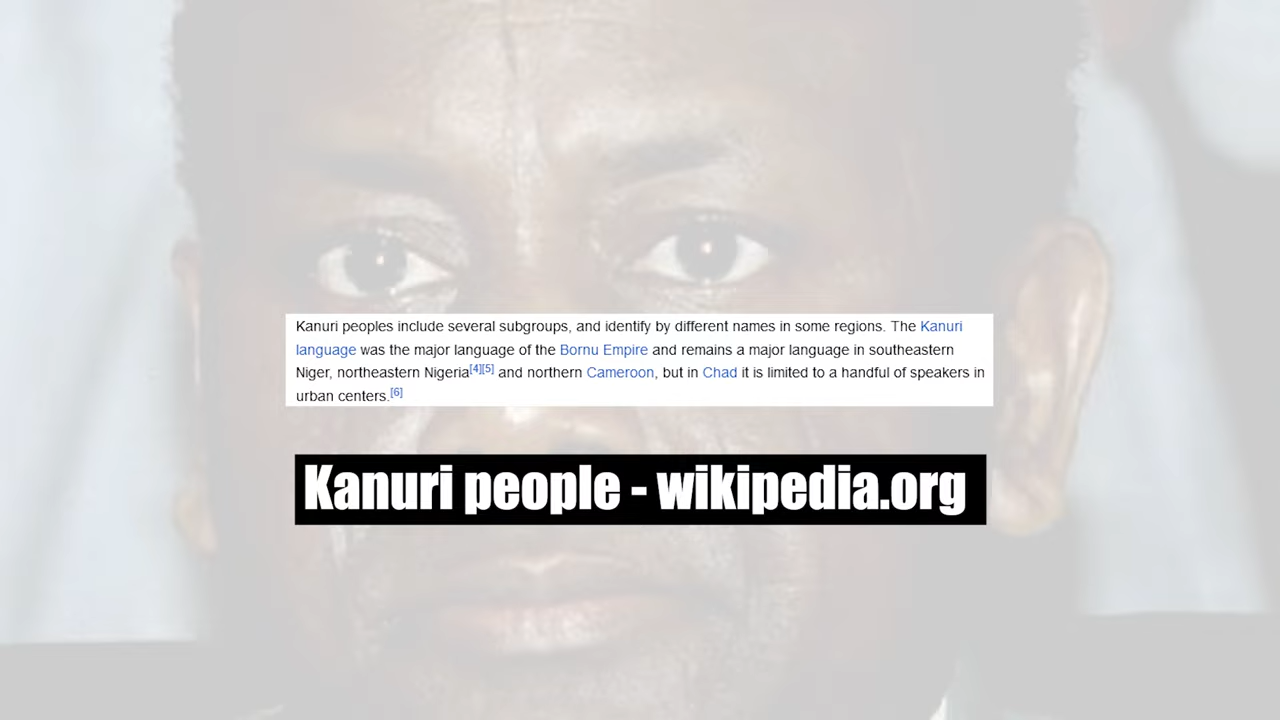 Kanuri peoples include several subgroups, and identify by different names in some regions. The Kanuri
language was the major language of the Bornu Empire and remains a major language in southeastern
Niger, northeastern Nigeria[4][5] and northern Cameroon, but in Chad it is limited to a handful of speakers in
urban centers.[6]
Kanuri people - wikipedia.org